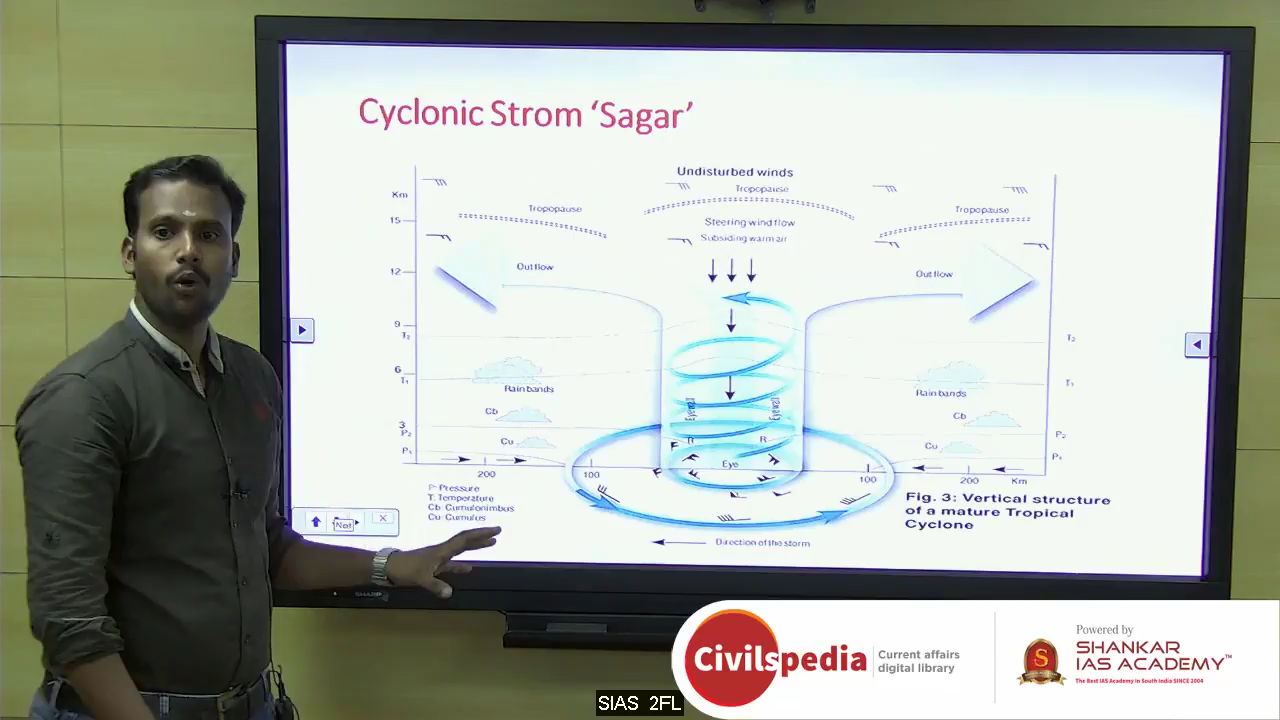 Cyclonic Strom ‘Sagar’
Undisturbed winds
Km
Tropopause
Tropopause
Tropopause
15
Steering wind flow
Subsiding warm air
12
Out flow
Out flow
9
T2
T2
6
T1
T1
Rain bands
Rain bands
Eyewall
Eyewall
Cb
Cb
3
P2
P2
R
R
Cu
Cu
P1
P1
Eye
200
100
100
200
Km
P Pressure
T Temperature
Cb Cumulonimbus
Cu Cumulus
Fig. 3: Vertical structure
of a mature Tropical
Cyclone
Direction of the storm
SHARP
Civilspedia
Current affairs
digital library
Powered by
S
SHANKAR
IAS ACADEMY™
The Best IAS Academy in South India SINCE 2004
SIAS 2FL